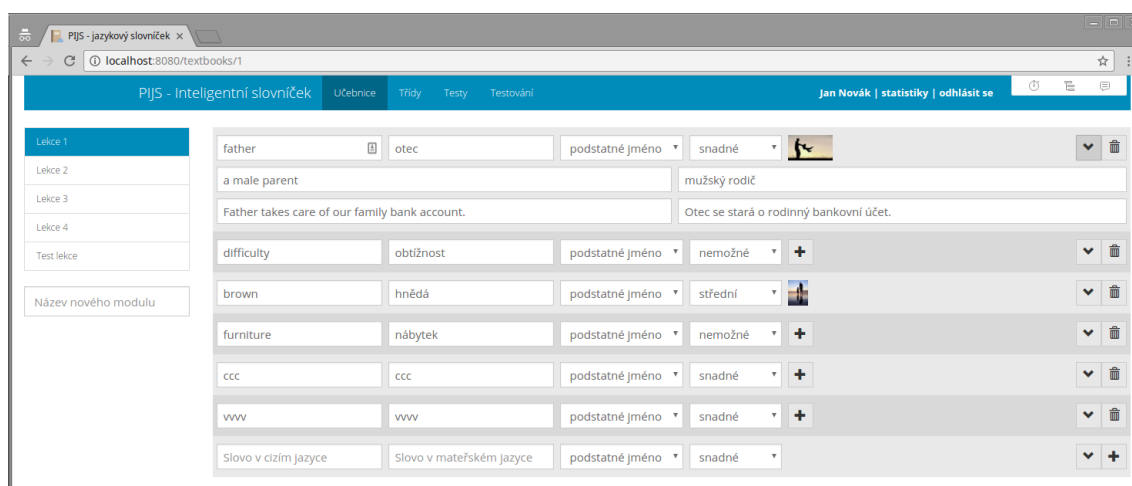 PIJS - jazykový slovníček
localhost:8080/textbooks/1
PIJS - Inteligentní slovníček Učebnice Třídy Testy Testování Jan Novák | statistiky | odhlásit se
Lekce 1
Lekce 2
Lekce 3
Lekce 4
Test lekce
Název nového modulu
father otec podstatné jméno snadné
a male parent mužský rodič
Father takes care of our family bank account. Otec se stará o rodinný bankovní účet.
difficulty obtížnost podstatné jméno nemožné
brown hnědá podstatné jméno střední
furniture nábytek podstatné jméno nemožné
ccc ccc podstatné jméno snadné
vvvv vvvv podstatné jméno snadné
Slovo v cizím jazyce Slovo v mateřském jazyce podstatné jméno snadné